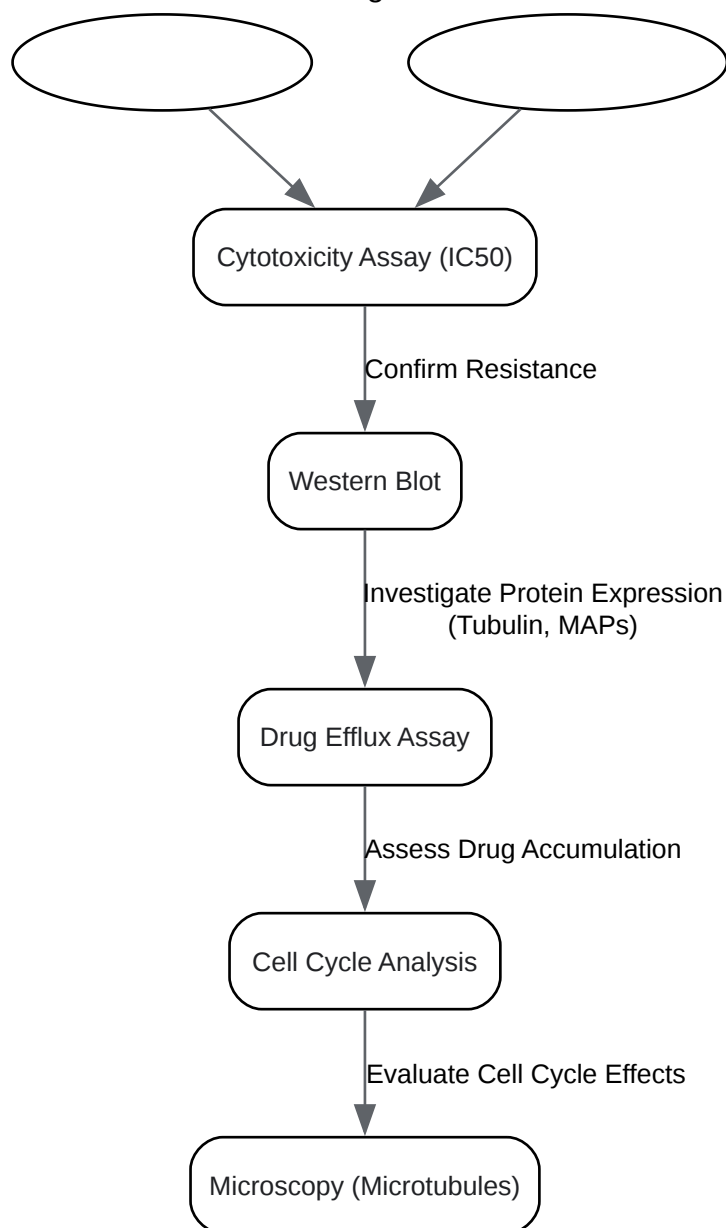 Cytotoxicity Assay (IC50)
Confirm Resistance
Western Blot
Investigate Protein Expression
(Tubulin, MAPs)
Drug Efflux Assay
Assess Drug Accumulation
Cell Cycle Analysis
Evaluate Cell Cycle Effects
Microscopy (Microtubules)